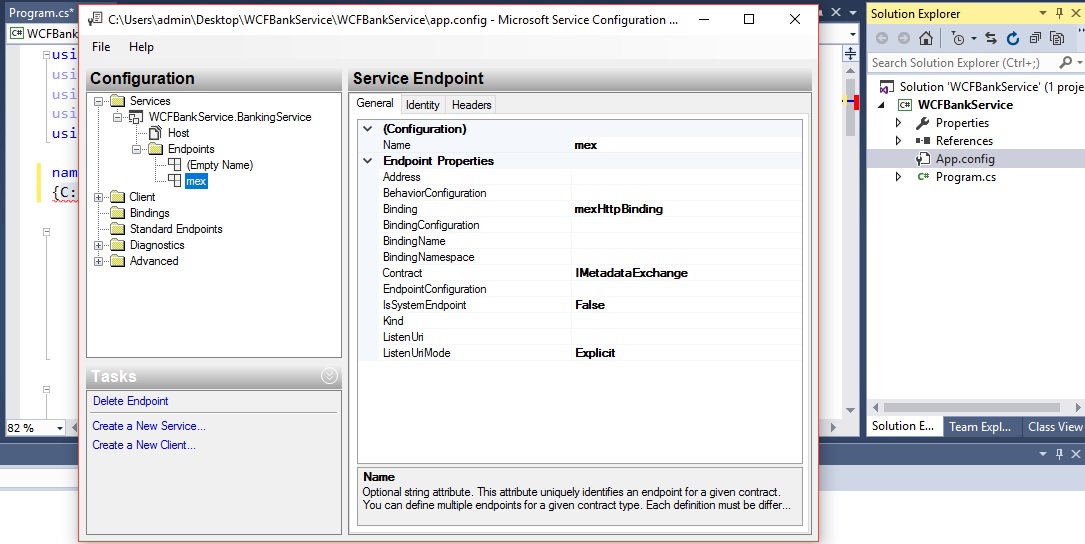 Program.cs*
WCFBank
usi
usi
usi
usi
usi
nam
{C:
82 %
C:\Users\admin\Desktop\WCFBankService\WCFBankService\app.config - Microsoft Service Configuration ...
File Help
Configuration
Services
WCFBankService.BankingService
Host
Endpoints
(Empty Name)
mex
Client
Bindings
Standard Endpoints
Diagnostics
Advanced
Tasks
Delete Endpoint
Create a New Service...
Create a New Client...
Service Endpoint
General Identity Headers
(Configuration)
Name mex
Endpoint Properties
Address
BehaviorConfiguration
Binding mexHttpBinding
BindingConfiguration
BindingName
BindingNamespace
Contract IMetadataExchange
EndpointConfiguration
IsSystemEndpoint False
Kind
ListenUri
ListenUriMode Explicit
Name
Optional string attribute. This attribute uniquely identifies an endpoint for a given contract.
You can define multiple endpoints for a given contract type. Each definition must be differ...
Solution Explorer
Search Solution Explorer (Ctrl+;)
Solution 'WCFBankService' (1 proje
C# WCFBankService
Properties
References
App.config
C# Program.cs
Solution E... Team Expl... Class View